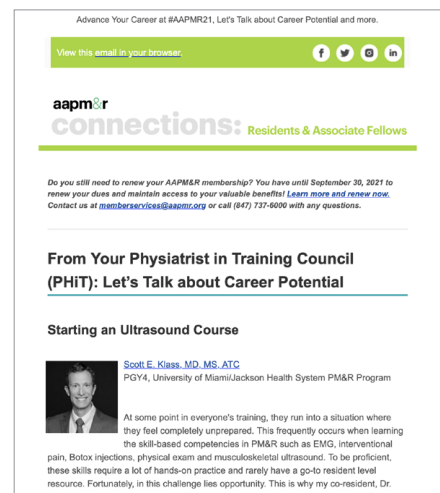 Advance Your Career at #AAPMR21, Let's Talk about Career Potential and more.
View this email in your browser.
aapm&r
connections: Residents & Associate Fellows
Do you still need to renew your AAPM&R membership? You have until September 30, 2021 to
renew your dues and maintain access to your valuable benefits! Learn more and renew now.
Contact us at memberservices@aapmr.org or call (847) 737-6000 with any questions.
From Your Physiatrist in Training Council
(PHiT): Let's Talk about Career Potential
Starting an Ultrasound Course
Scott E. Klass, MD, MS, ATC
PGY4, University of Miami/Jackson Health System PM&R Program
At some point in everyone's training, they run into a situation where
they feel completely unprepared. This frequently occurs when learning
the skill-based competencies in PM&R such as EMG, interventional
pain, Botox injections, physical exam and musculoskeletal ultrasound. To be proficient,
these skills require a lot of hands-on practice and rarely have a go-to resident level
resource. Fortunately, in this challenge lies opportunity. This is why my co-resident, Dr.